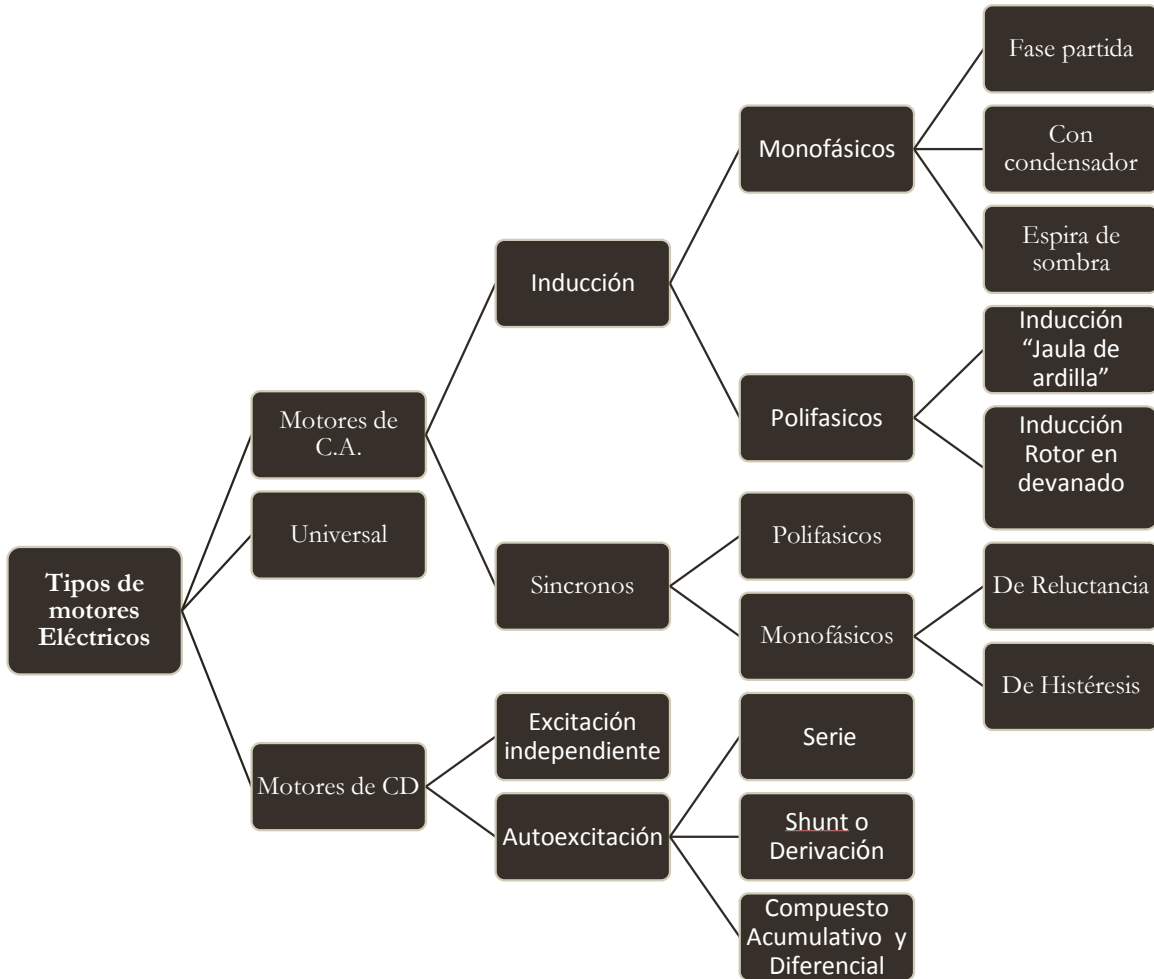 Tipos de
motores
Eléctricos
Motores de
C.A.
Universal
Motores de CD
Inducción
Sincronos
Excitación
independiente
Autoexcitación
Monofásicos
Polifasicos
Polifasicos
Monofásicos
Serie
Shunt o
Derivación
Compuesto
Acumulativo y
Diferencial
Fase partida
Con
condensador
Espira de
sombra
Inducción
“Jaula de
ardilla”
Inducción
Rotor en
devanado
De Reluctancia
De Histéresis